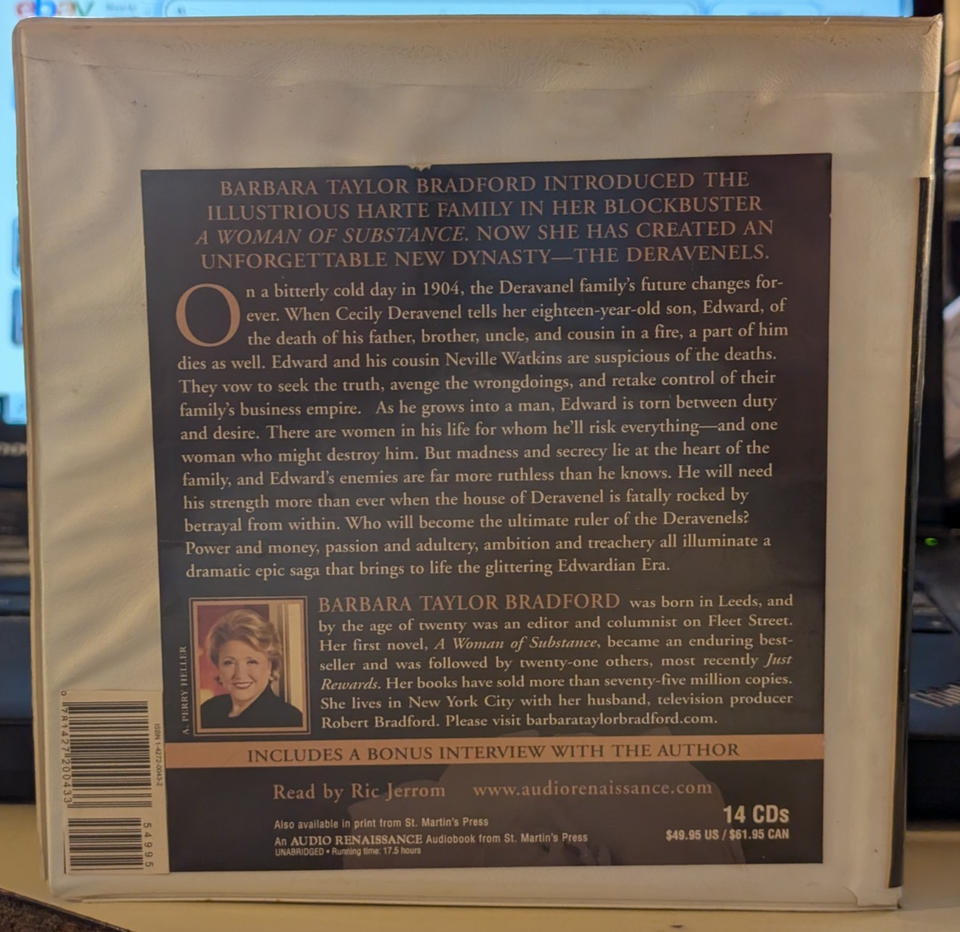 ebay
BARBARA TAYLOR BRADFORD INTRODUCED THE
ILLUSTRIOUS HARTE FAMILY IN HER BLOCKBUSTER
A WOMAN OF SUBSTANCE. NOW SHE HAS CREATED AN
UNFORGETTABLE NEW DYNASTY—THE DERAVENELS.
On a bitterly cold day in 1904, the Deravanel family's future changes for-
ever. When Cecily Deravenel tells her eighteen-year-old son, Edward, of
the death of his father, brother, uncle, and cousin in a fire, a part of him
dies as well. Edward and his cousin Neville Watkins are suspicious of the deaths.
They vow to seek the truth, avenge the wrongdoings, and retake control of their
family's business empire. As he grows into a man, Edward is torn between duty
and desire. There are women in his life for whom he'll risk everything—and one
woman who might destroy him. But madness and secrecy lie at the heart of the
family, and Edward's enemies are far more ruthless than he knows. He will need
his strength more than ever when the house of Deravenel is fatally rocked by
betrayal from within. Who will become the ultimate ruler of the Deravenels?
Power and money, passion and adultery, ambition and treachery all illuminate a
dramatic epic saga that brings to life the glittering Edwardian Era.
A. PERRY HELLER
BARBARA TAYLOR BRADFORD was born in Leeds, and
by the age of twenty was an editor and columnist on Fleet Street.
Her first novel, A Woman of Substance, became an enduring best-
seller and was followed by twenty-one others, most recently Just
Rewards. Her books have sold more than seventy-five million copies.
She lives in New York City with her husband, television producer
Robert Bradford. Please visit barbarataylorbradford.com.
INCLUDES A BONUS INTERVIEW WITH THE AUTHOR
Read by Ric Jerrom www.audiorenaissance.com
Also available in print from St. Martin's Press
An AUDIO RENAISSANCE Audiobook from St. Martin's Press
UNABRIDGED • Running time: 17.5 hours
14 CDs
$49.95 US / $61.95 CAN
ISBN 1-4272-0043-2
9 781427 200433
54995